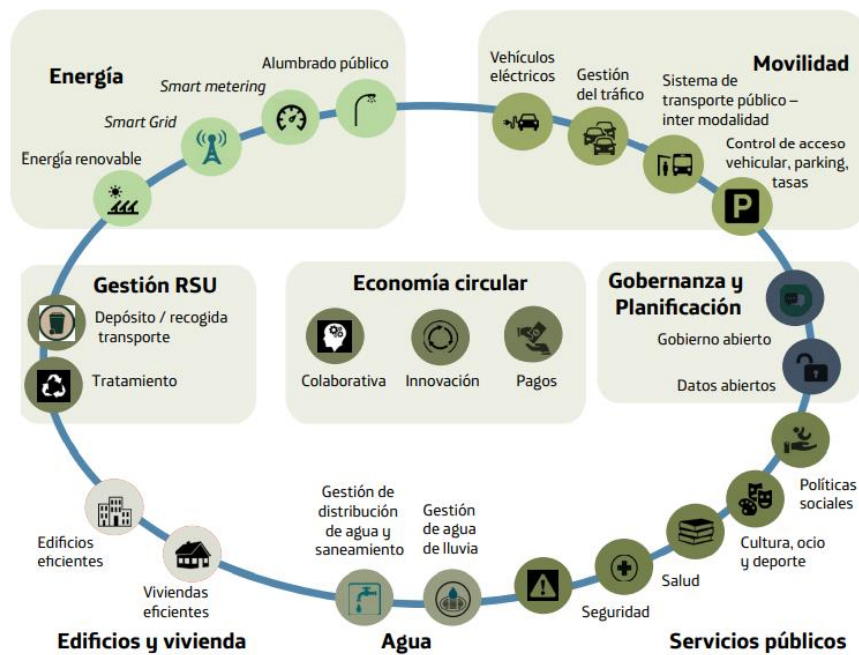 Energía
Alumbrado público
Smart metering
Smart Grid
Energía renovable
Movilidad
Vehículos
eléctricos
Gestión
del tráfico
Sistema de
transporte público –
inter modalidad
Control de acceso
vehicular, parking,
tasas
P
Gestión RSU
Depósito / recogida
transporte
Tratamiento
Economía circular
Colaborativa
Innovación
Pagos
Gobernanza y
Planificación
Gobierno abierto
Datos abiertos
Edificios
eficientes
Viviendas
eficientes
Edificios y vivienda
Gestión de
distribución
de agua y
saneamiento
Gestión
de agua
de lluvia
Agua
Políticas
sociales
Cultura, ocio
y deporte
Salud
Seguridad
Servicios públicos